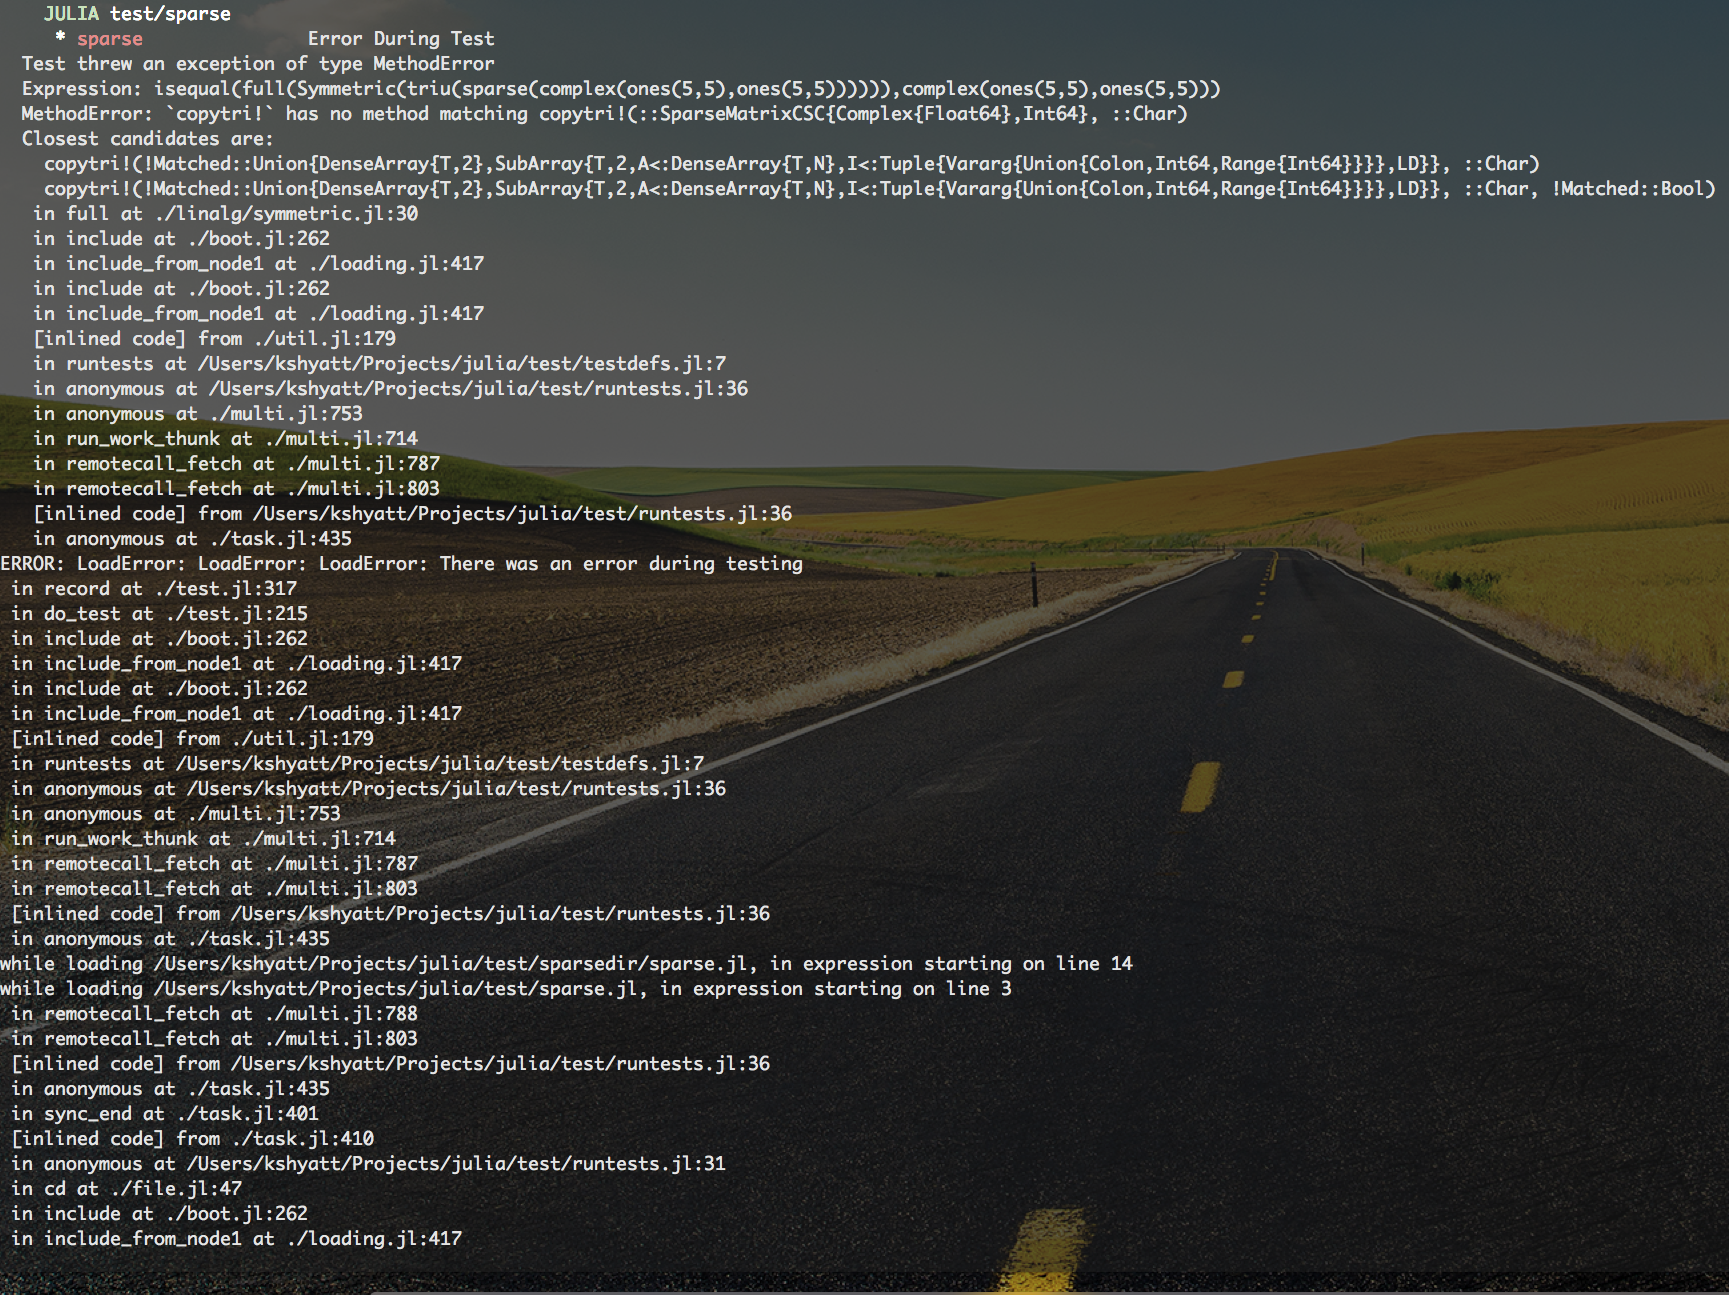 JULIA test/sparse
* sparse Error During Test
Test threw an exception of type MethodError
Expression: isequal(full(Symmetric(triu(sparse(complex(ones(5,5),ones(5,5)))))),complex(ones(5,5),ones(5,5)))
MethodError: `copytri!` has no method matching copytri!(::SparseMatrixCSC{Complex{Float64},Int64}, ::Char)
Closest candidates are:
copytri!(!Matched::Union{DenseArray{T,2},SubArray{T,2,A<:DenseArray{T,N},I<:Tuple{Vararg{Union{Colon,Int64,Range{Int64}}}},LD}}, ::Char)
copytri!(!Matched::Union{DenseArray{T,2},SubArray{T,2,A<:DenseArray{T,N},I<:Tuple{Vararg{Union{Colon,Int64,Range{Int64}}}},LD}}, ::Char, !Matched::Bool)
in full at ./linalg/symmetric.jl:30
in include at ./boot.jl:262
in include_from_node1 at ./loading.jl:417
in include at ./boot.jl:262
in include_from_node1 at ./loading.jl:417
[inlined code] from ./util.jl:179
in runtests at /Users/kshyatt/Projects/julia/test/testdefs.jl:7
in anonymous at /Users/kshyatt/Projects/julia/test/runtests.jl:36
in anonymous at ./multi.jl:753
in run_work_thunk at ./multi.jl:714
in remotecall_fetch at ./multi.jl:787
in remotecall_fetch at ./multi.jl:803
[inlined code] from /Users/kshyatt/Projects/julia/test/runtests.jl:36
in anonymous at ./task.jl:435
ERROR: LoadError: LoadError: LoadError: There was an error during testing
in record at ./test.jl:317
in do_test at ./test.jl:215
in include at ./boot.jl:262
in include_from_node1 at ./loading.jl:417
in include at ./boot.jl:262
in include_from_node1 at ./loading.jl:417
[inlined code] from ./util.jl:179
in runtests at /Users/kshyatt/Projects/julia/test/testdefs.jl:7
in anonymous at /Users/kshyatt/Projects/julia/test/runtests.jl:36
in anonymous at ./multi.jl:753
in run_work_thunk at ./multi.jl:714
in remotecall_fetch at ./multi.jl:787
in remotecall_fetch at ./multi.jl:803
[inlined code] from /Users/kshyatt/Projects/julia/test/runtests.jl:36
in anonymous at ./task.jl:435
while loading /Users/kshyatt/Projects/julia/test/sparsedir/sparse.jl, in expression starting on line 14
while loading /Users/kshyatt/Projects/julia/test/sparse.jl, in expression starting on line 3
in remotecall_fetch at ./multi.jl:788
in remotecall_fetch at ./multi.jl:803
[inlined code] from /Users/kshyatt/Projects/julia/test/runtests.jl:36
in anonymous at ./task.jl:435
in sync_end at ./task.jl:401
[inlined code] from ./task.jl:410
in anonymous at /Users/kshyatt/Projects/julia/test/runtests.jl:31
in cd at ./file.jl:47
in include at ./boot.jl:262
in include_from_node1 at ./loading.jl:417